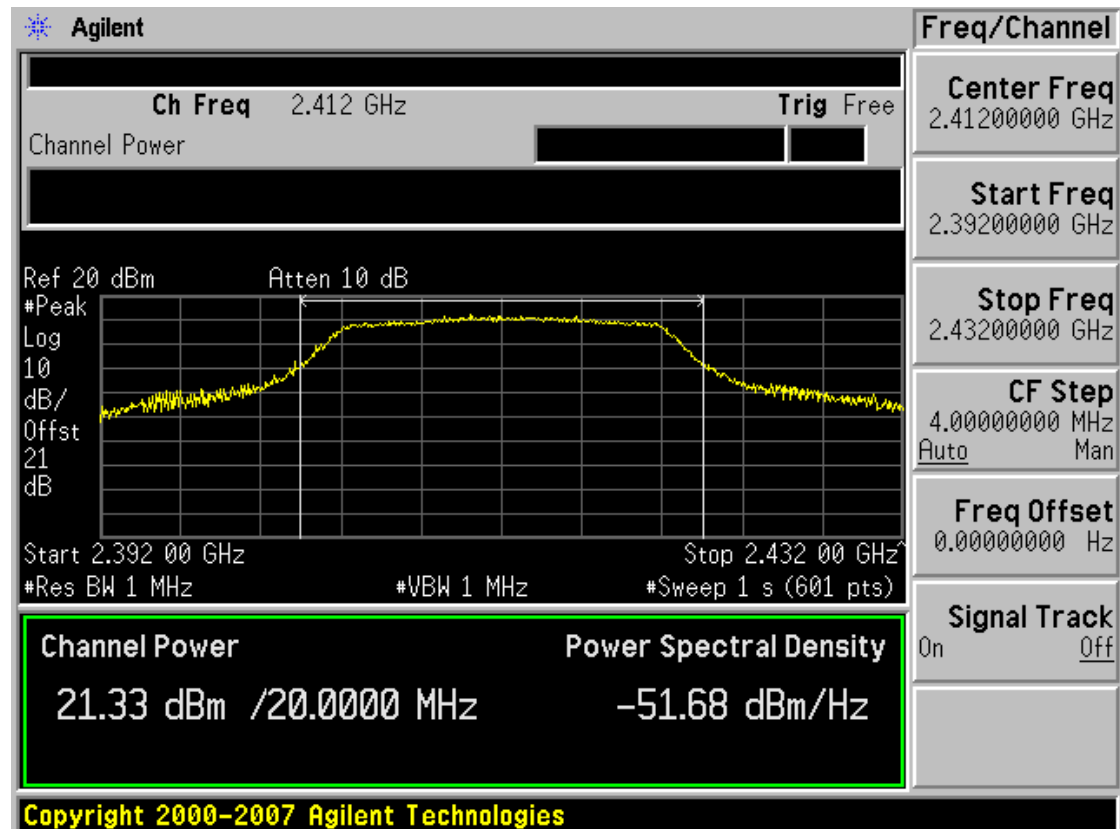 Agilent
Freq/Channel
Ch Freq 2.412 GHz Trig Free
Channel Power
Center Freq
2.41200000 GHz
Start Freq
2.39200000 GHz
Stop Freq
2.43200000 GHz
CF Step
4.00000000 MHz
Auto Man
Freq Offset
0.00000000 Hz
Signal Track
On Off
Ref 20 dBm Atten 10 dB
#Peak
Log
10
dB/
Offst
21
dB
Start 2.392 00 GHz Stop 2.432 00 GHz^
#Res BW 1 MHz #VBW 1 MHz #Sweep 1 s (601 pts)
Channel Power Power Spectral Density
21.33 dBm /20.0000 MHz -51.68 dBm/Hz
Copyright 2000-2007 Agilent Technologies